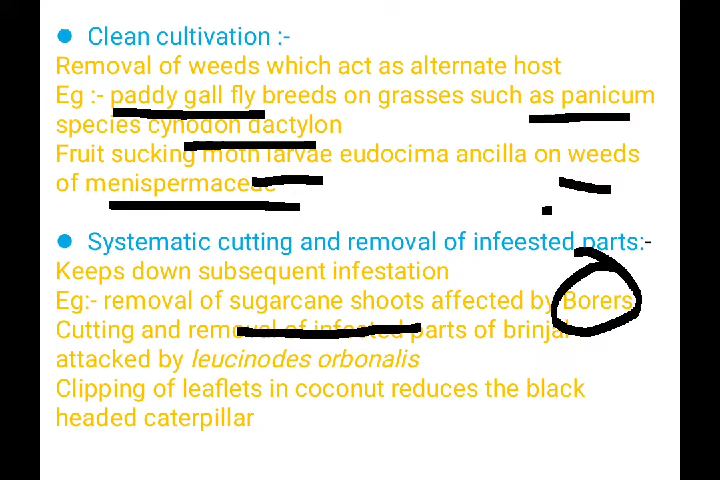 Clean cultivation :-
Removal of weeds which act as alternate host
Eg :- paddy gall fly breeds on grasses such as panicum
species cynodon dactylon
Fruit sucking moth larvae eudocima ancilla on weeds
of menispermaceae
Systematic cutting and removal of infeested parts:-
Keeps down subsequent infestation
Eg:- removal of sugarcane shoots affected by Borers
Cutting and removal of infested parts of brinjal
attacked by leucinodes orbonalis
Clipping of leaflets in coconut reduces the black
headed caterpillar